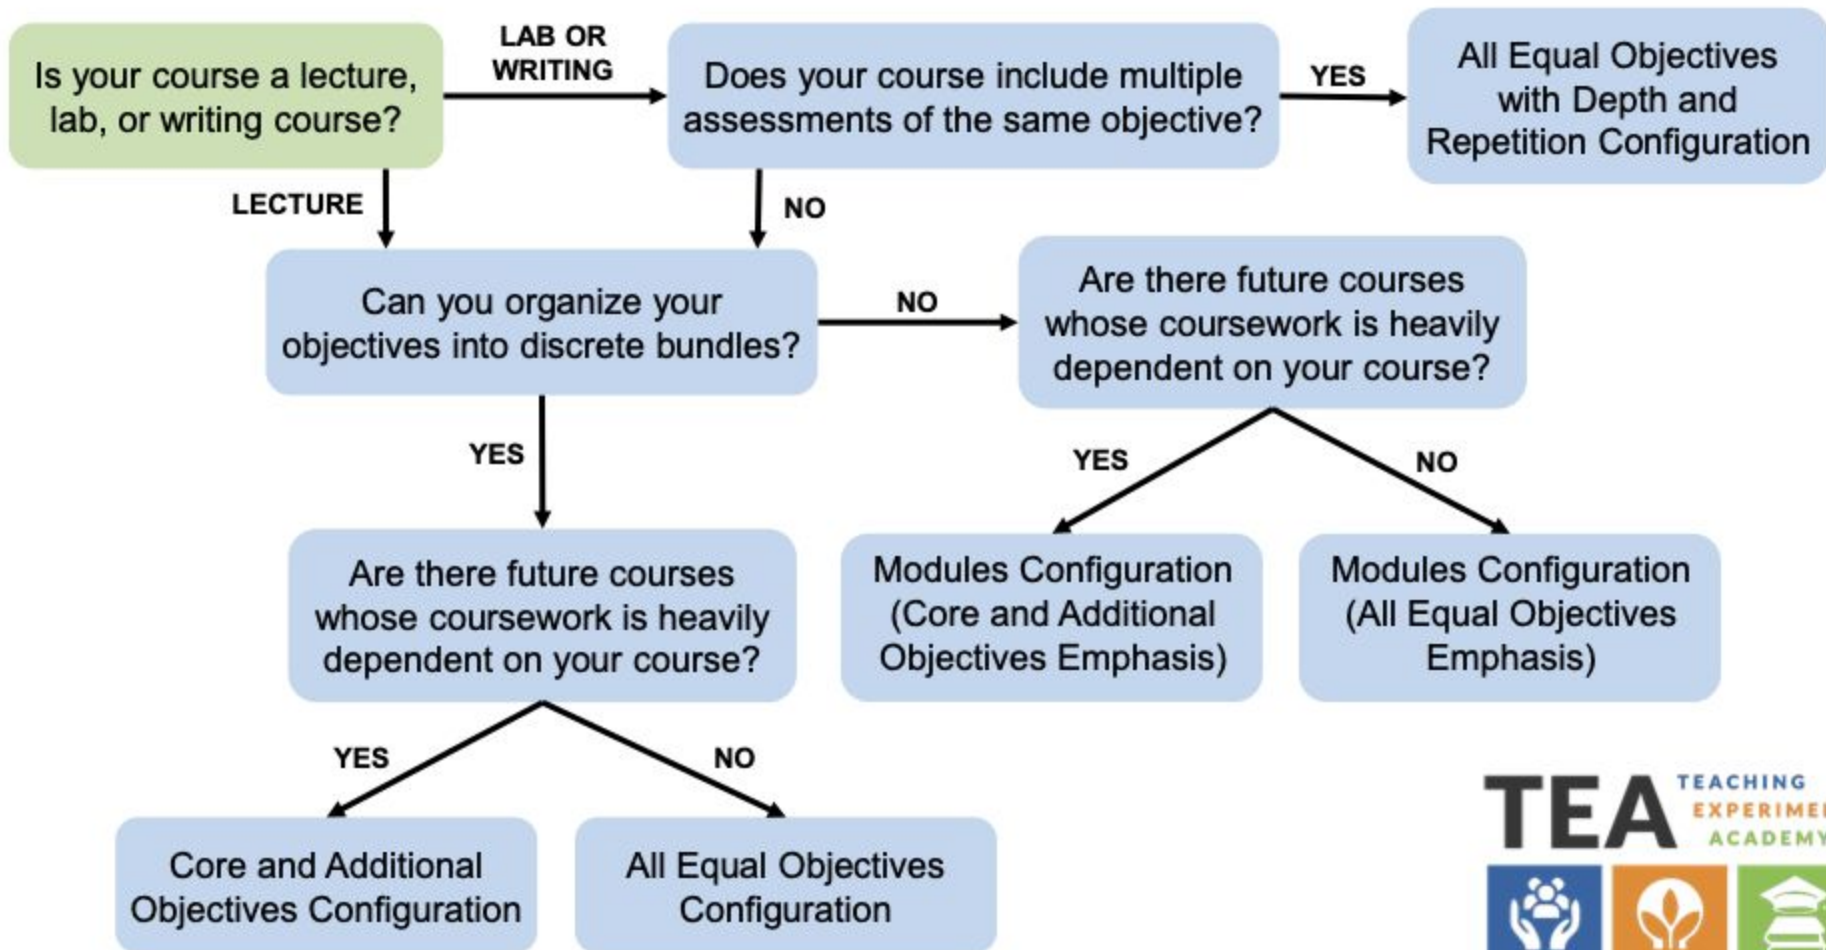 Is your course a lecture,
lab, or writing course?
LAB OR
WRITING
Does your course include multiple
assessments of the same objective?
YES
All Equal Objectives
with Depth and
Repetition Configuration
LECTURE
NO
Can you organize your
objectives into discrete bundles?
NO
Are there future courses
whose coursework is heavily
dependent on your course?
YES
YES
NO
Are there future courses
whose coursework is heavily
dependent on your course?
Modules Configuration
(Core and Additional
Objectives Emphasis)
Modules Configuration
(All Equal Objectives
Emphasis)
YES
NO
Core and Additional
Objectives Configuration
All Equal Objectives
Configuration
TEA
TEACHING
ACADEMY